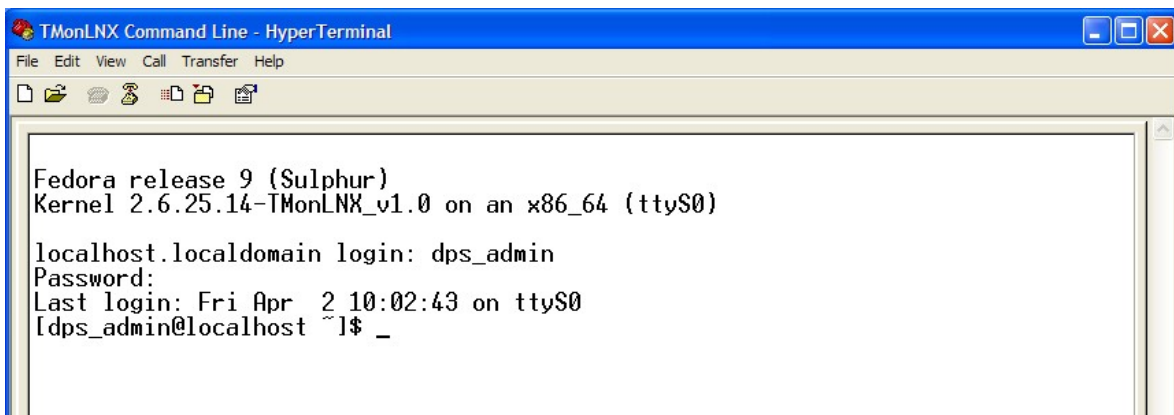 TMonLNX Command Line - HyperTerminal
File Edit View Call Transfer Help
Fedora release 9 (Sulphur)
Kernel 2.6.25.14-TMonLNX_v1.0 on an x86_64 (ttyS0)
localhost.localdomain login: dps_admin
Password:
Last login: Fri Apr  2 10:02:43 on ttyS0
[dps_admin@localhost ~]$ _